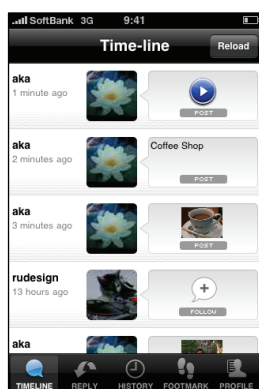 SoftBank 3G 9:41
Time-line Reload
aka
1 minute ago
POST
aka
2 minutes ago
Coffee Shop
POST
aka
3 minutes ago
POST
rudesign
13 hours ago
FOLLOW
aka
TIMELINE REPLY HISTORY FOOTMARK PROFILE